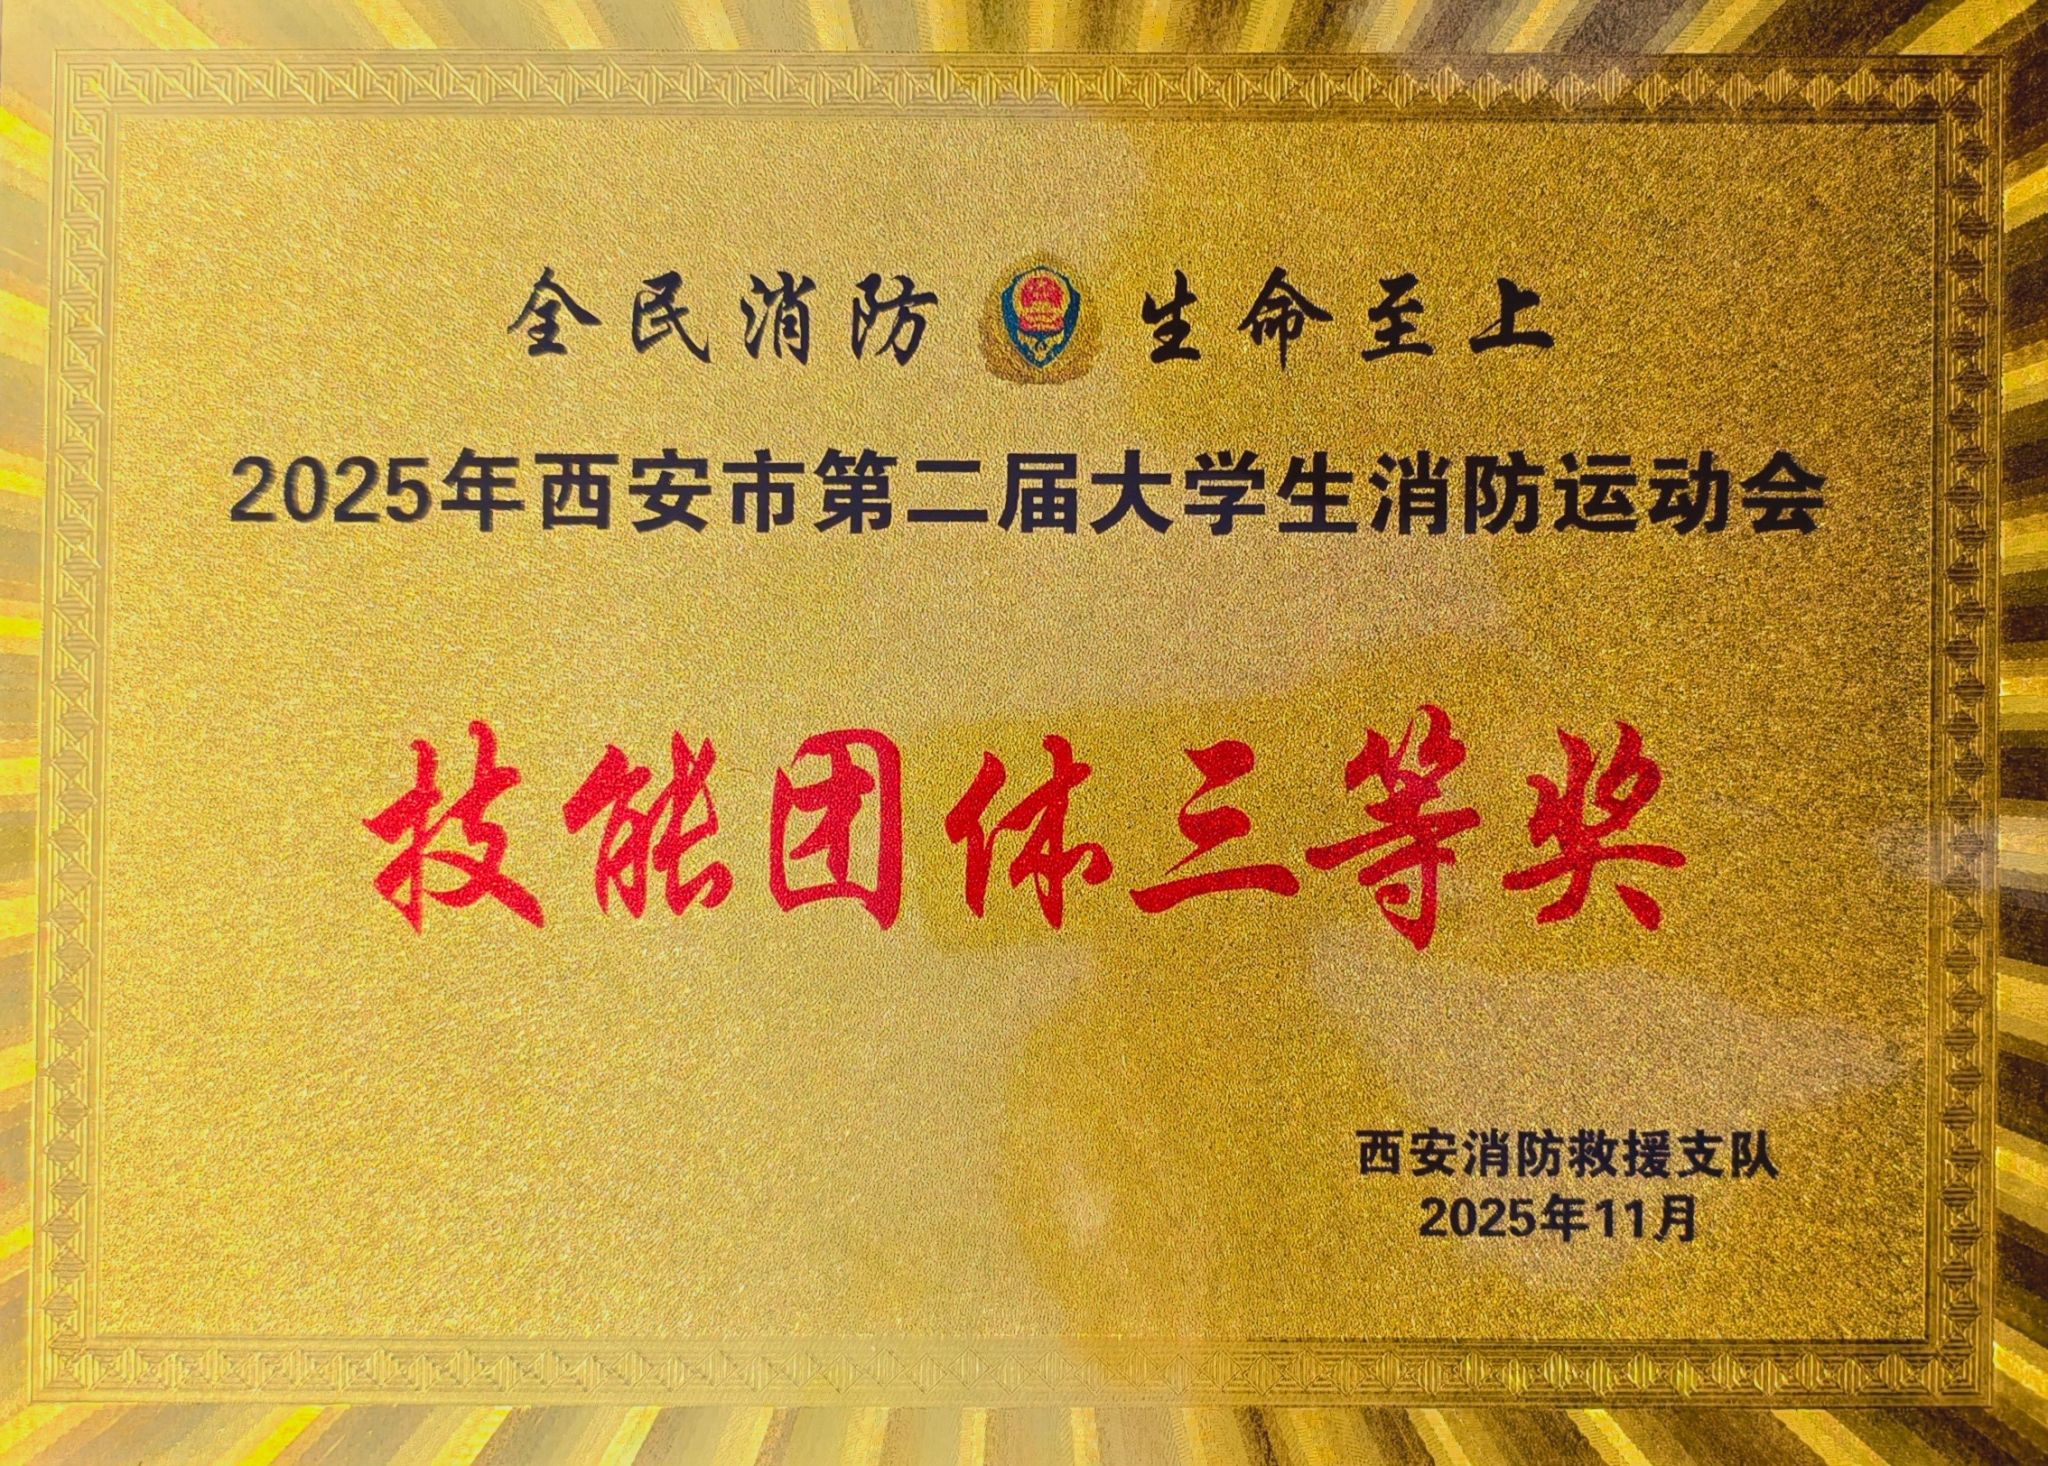 全民消防 生命至上
2025年西安市第二届大学生消防运动会
技能团体三等奖
西安消防救援支队
2025年11月